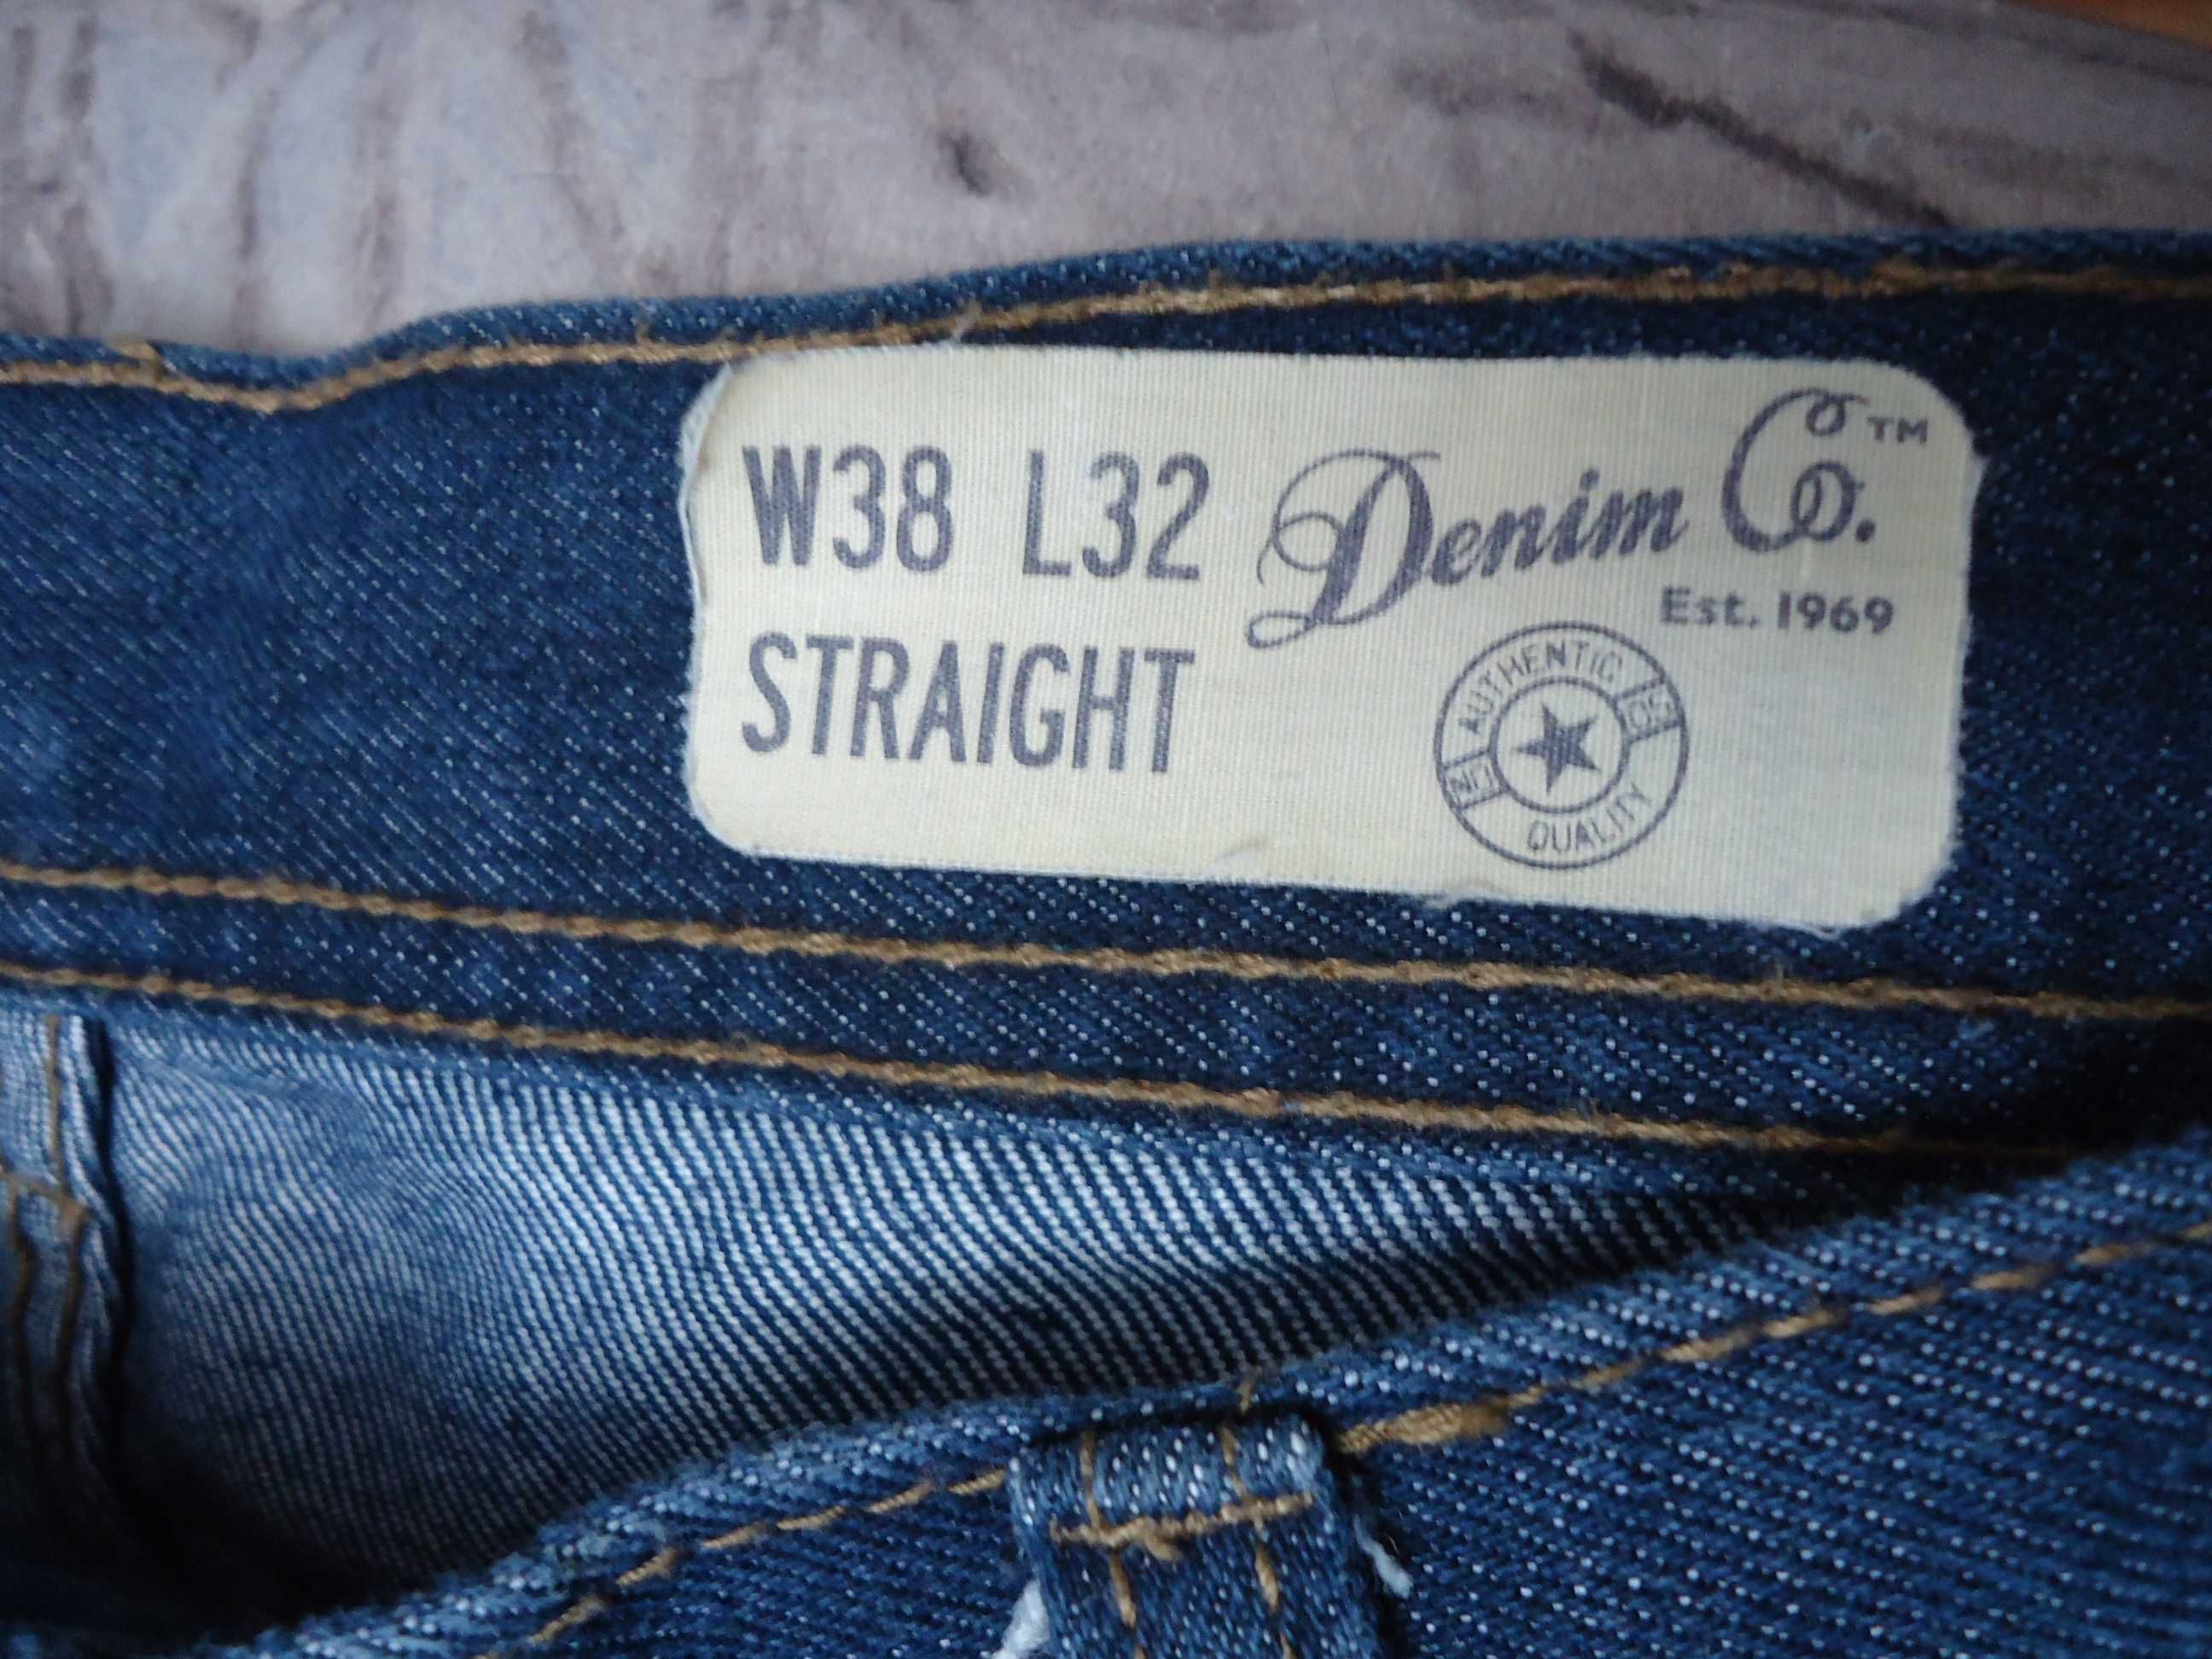 W38 L32
STRAIGHT
Denim Co.™
Est. 1969
AUTHENTIC
QUALITY